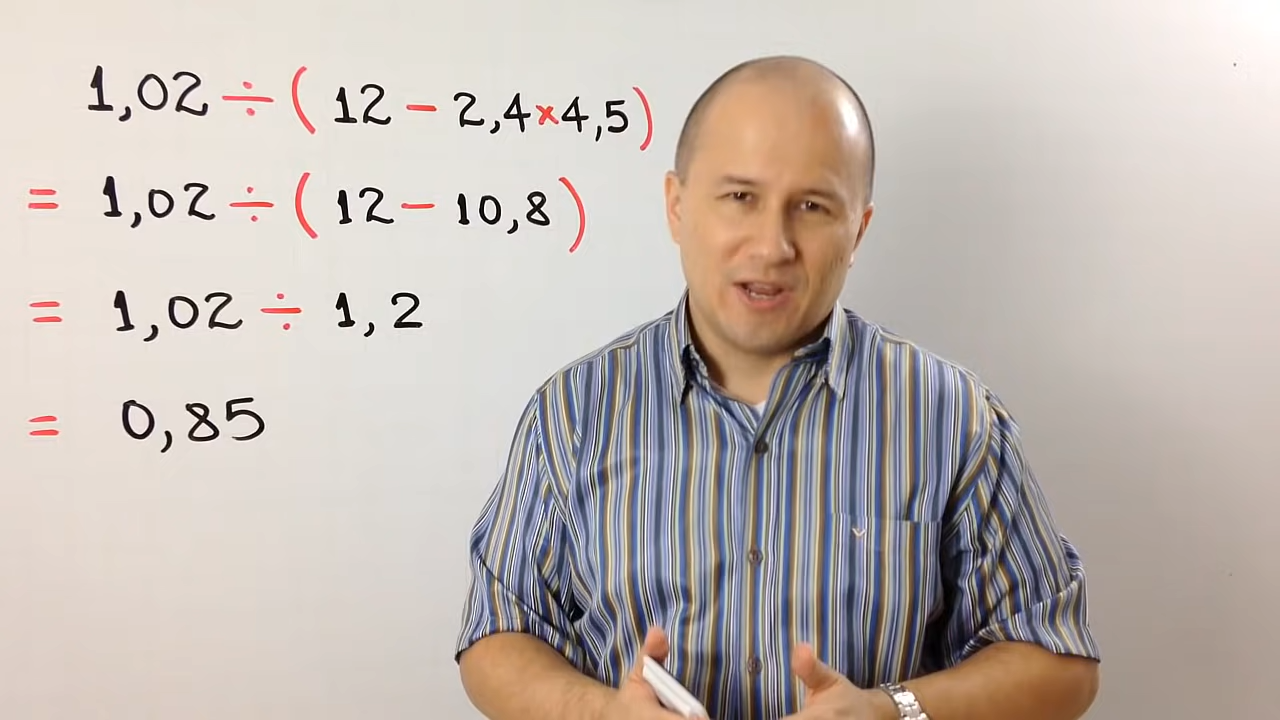 1,02 ÷ ( 12 − 2,4×4,5)
= 1,02 ÷ ( 12 − 10,8 )
= 1,02 ÷ 1,2
= 0,85